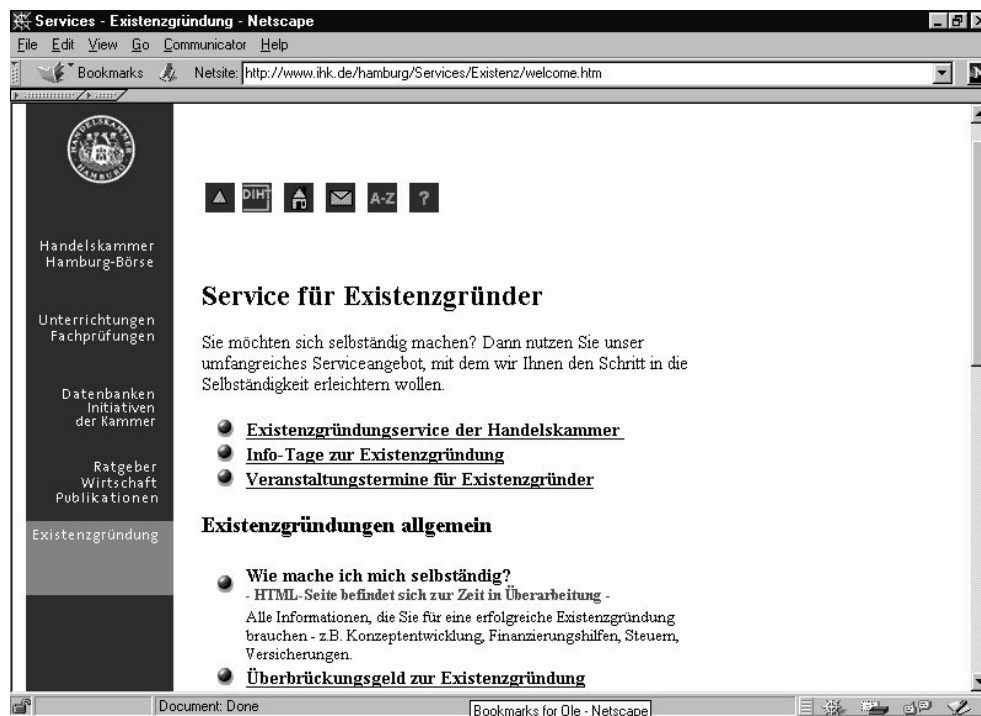 Services - Existenzgründung - Netscape
File Edit View Go Communicator Help
Bookmarks Netsite: http://www.ihk.de/hamburg/Services/Existenz/welcome.htm
N
HANDELSKAMMER HAMBURG
DIHT A-Z ?
Handelskammer
Hamburg-Börse
Unterrichtungen
Fachprüfungen
Datenbanken
Initiativen
der Kammer
Ratgeber
Wirtschaft
Publikationen
Existenzgründung
Service für Existenzgründer
Sie möchten sich selbständig machen? Dann nutzen Sie unser
umfangreiches Serviceangebot, mit dem wir Ihnen den Schritt in die
Selbständigkeit erleichtern wollen.
Existenzgründungservice der Handelskammer
Info-Tage zur Existenzgründung
Veranstaltungstermine für Existenzgründer
Existenzgründungen allgemein
Wie mache ich mich selbständig?
- HTML-Seite befindet sich zur Zeit in Überarbeitung -
Alle Informationen, die Sie für eine erfolgreiche Existenzgründung
brauchen - z.B. Konzeptentwicklung, Finanzierungshilfen, Steuern,
Versicherungen.
Überbrückungsgeld zur Existenzgründung
Document: Done
Bookmarks for Ole - Netscape